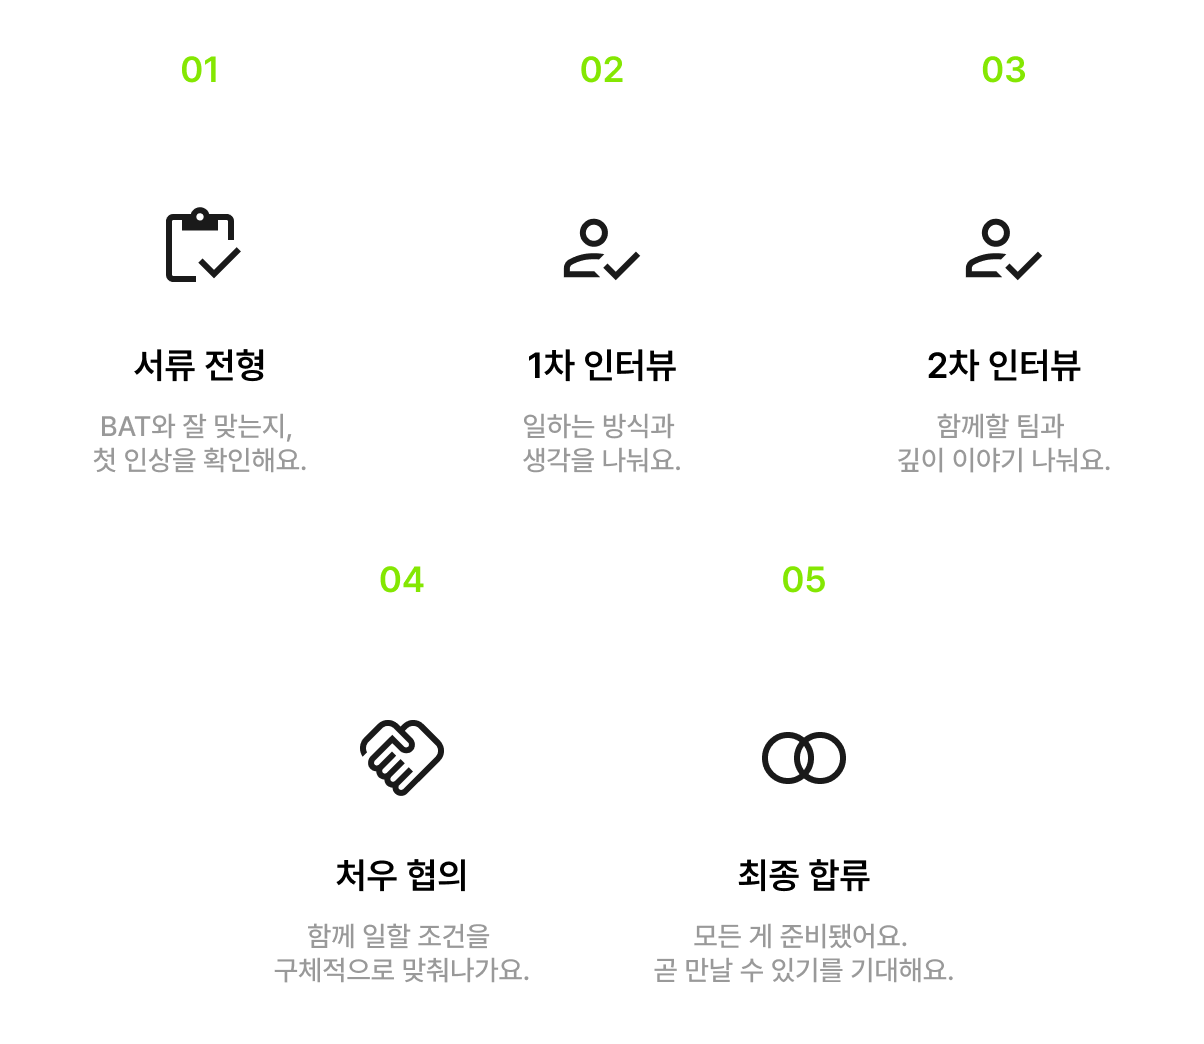 01
서류 전형
BAT와 잘 맞는지,
첫 인상을 확인해요.
02
1차 인터뷰
일하는 방식과
생각을 나눠요.
03
2차 인터뷰
함께할 팀과
깊이 이야기 나눠요.
04
처우 협의
함께 일할 조건을
구체적으로 맞춰나가요.
05
최종 합류
모든 게 준비됐어요.
곧 만날 수 있기를 기대해요.